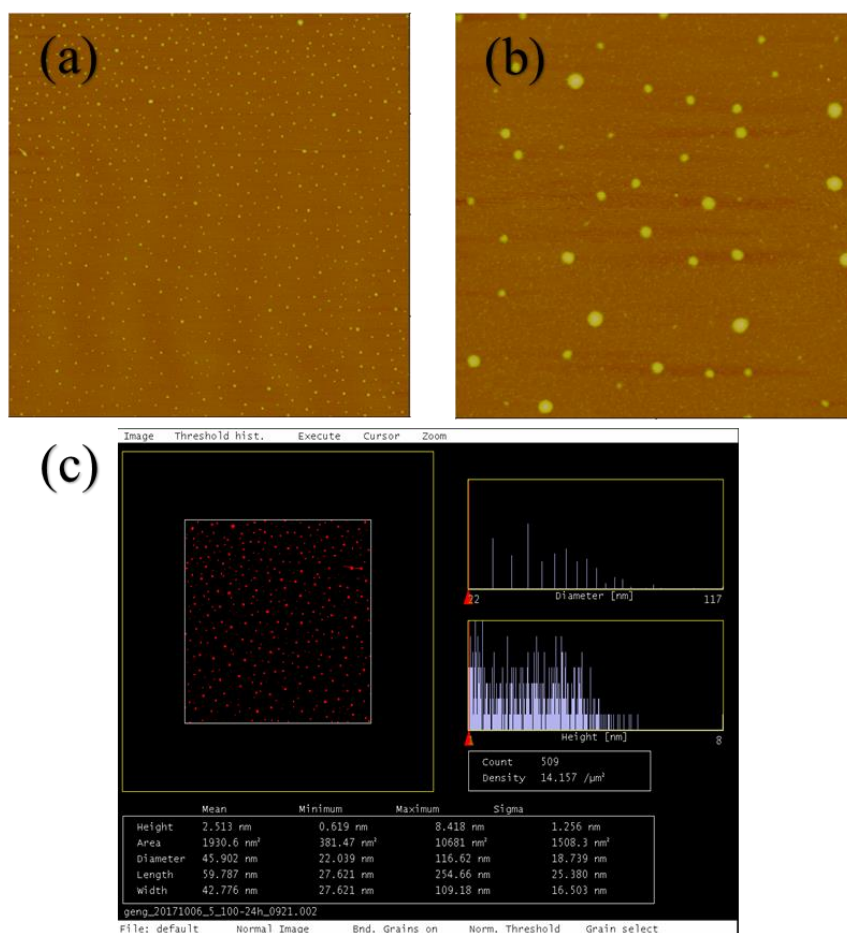 (a)
(b)
(c)
Image Threshold hist. Execute Cursor Zoom
22 Diameter [nm] 117
1 Height [nm] 8
Count 509
Density 14.157 /µm²
Mean Minimum Maximum Sigma
Height 2.513 nm 0.619 nm 8.418 nm 1.256 nm
Area 1930.6 nm² 381.47 nm² 10681 nm² 1508.3 nm²
Diameter 45.902 nm 22.039 nm 116.62 nm 18.739 nm
Length 59.787 nm 27.621 nm 254.66 nm 25.380 nm
Width 42.776 nm 27.621 nm 109.18 nm 16.503 nm
geng_20171006_5_100-24h_0921.002
File: default Normal Image Bnd. Grains on Norm. Threshold Grain select